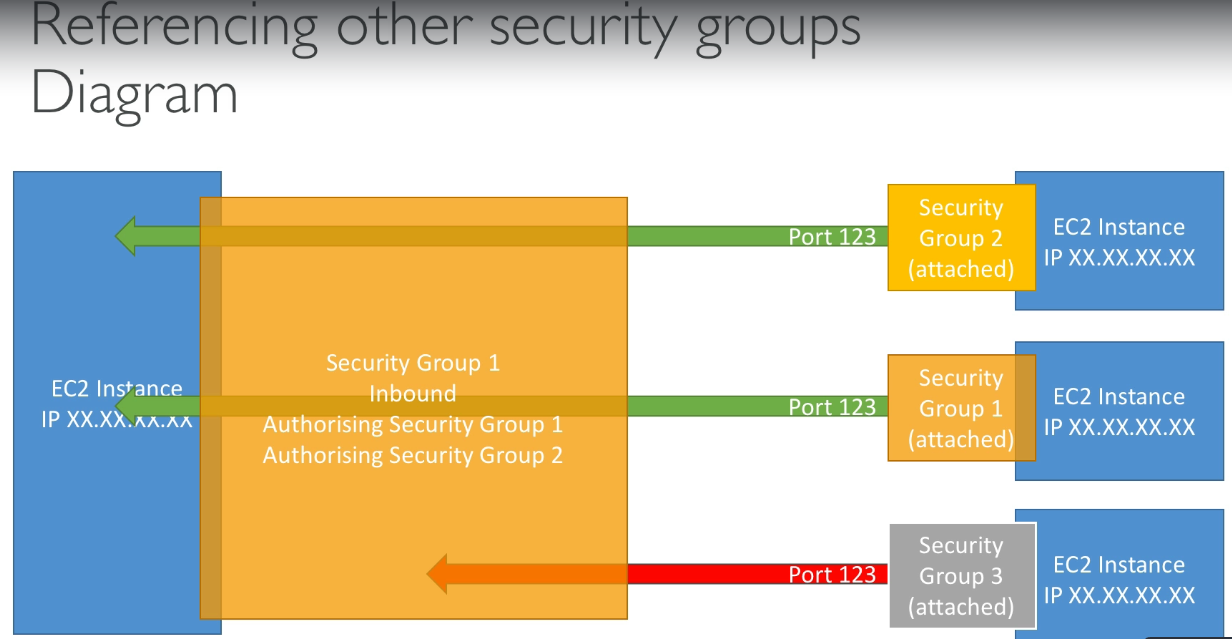 Referencing other security groups
Diagram
EC2 Instance
IP XX.XX.XX.XX
Security Group 1
Inbound
Authorising Security Group 1
Authorising Security Group 2
Port 123
Security
Group 2
(attached)
EC2 Instance
IP XX.XX.XX.XX
Port 123
Security
Group 1
(attached)
EC2 Instance
IP XX.XX.XX.XX
Port 123
Security
Group 3
(attached)
EC2 Instance
IP XX.XX.XX.XX